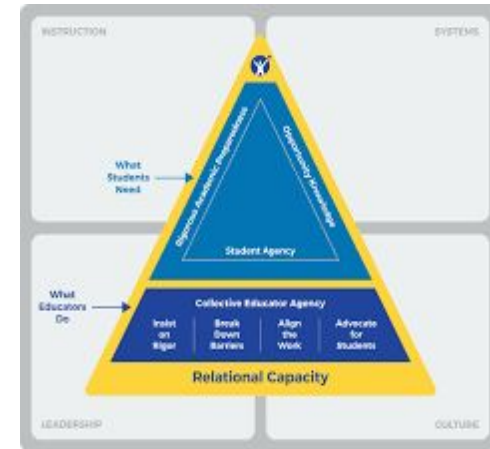 INSTRUCTION
SYSTEMS
What
Students
Need
Rigorous Academic Preparedness
Opportunity Knowledge
Student Agency
What
Educators
Do
Collective Educator Agency
Insist
on
Rigor
Break
Down
Barriers
Align
the
Work
Advocate
for
Students
Relational Capacity
LEADERSHIP
CULTURE